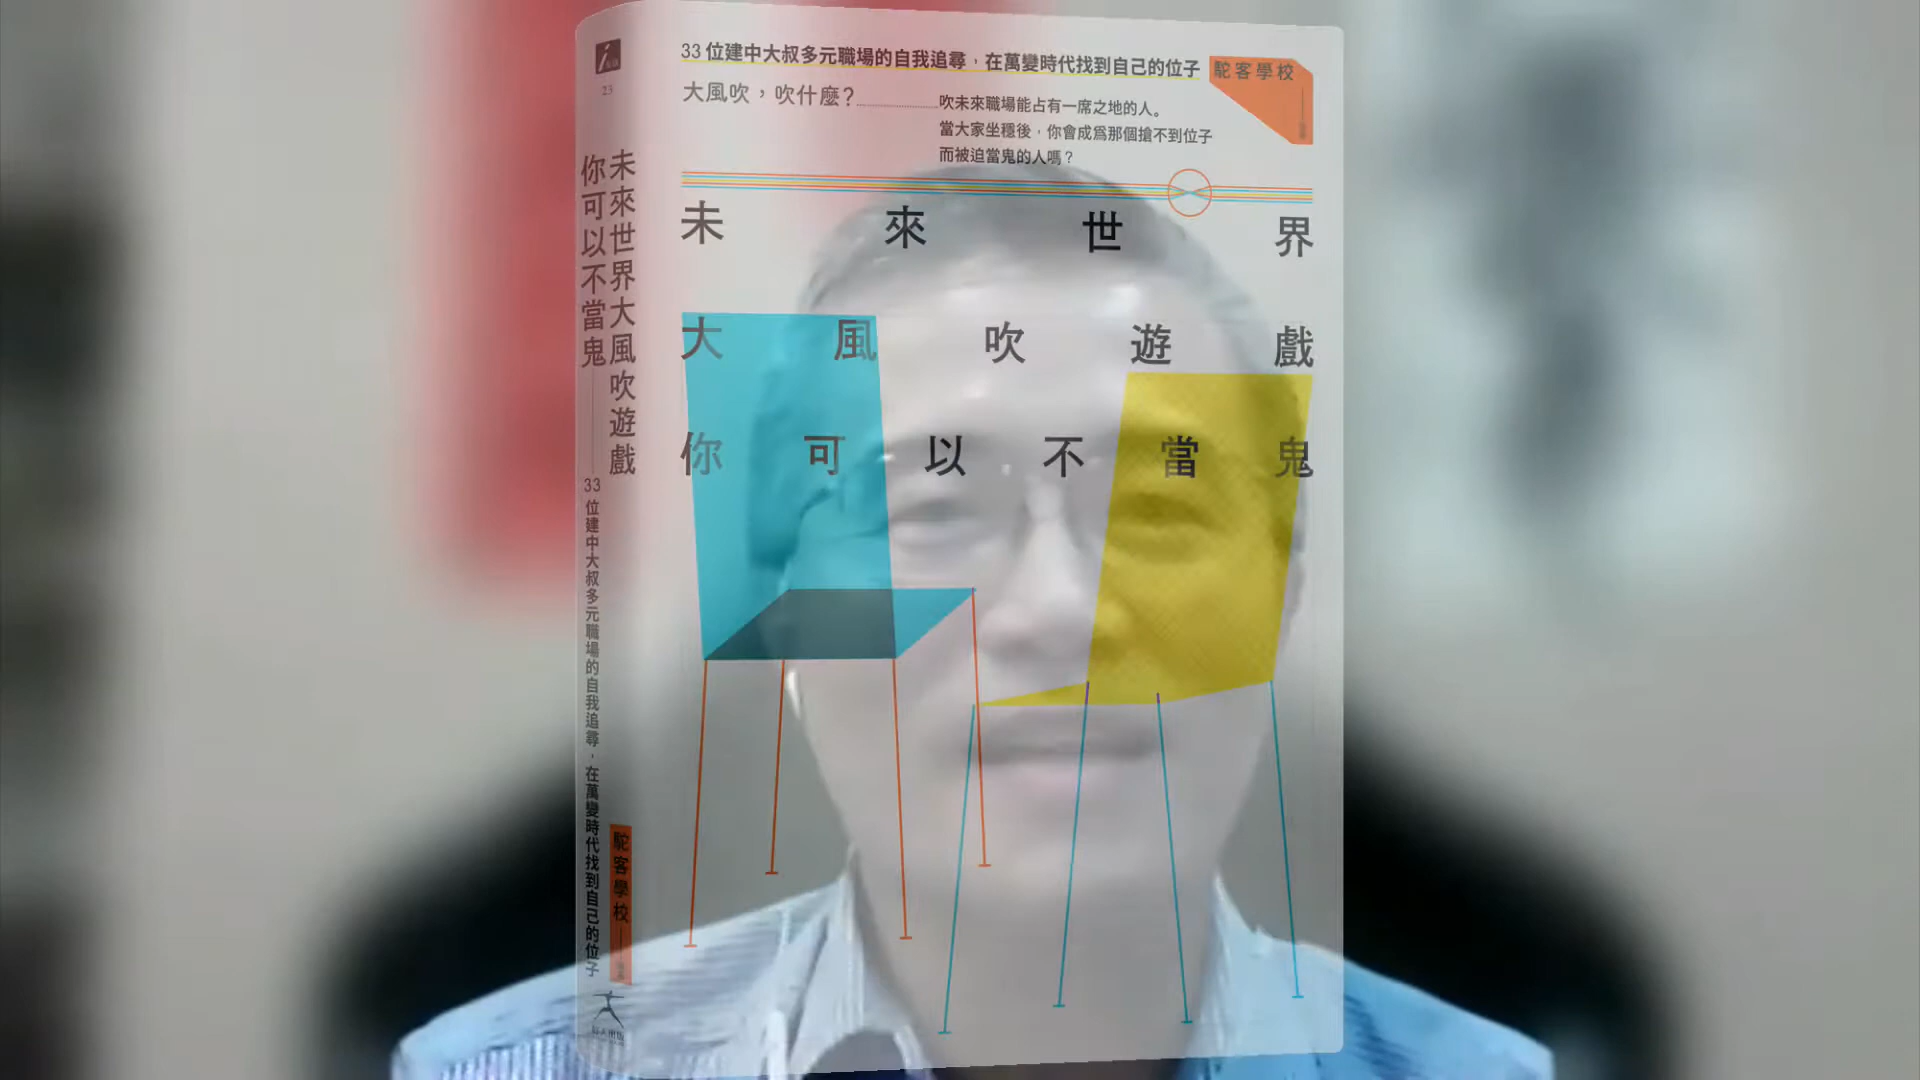 33位建中大叔多元職場的自我追尋，在萬變時代找到自己的位子
駝客學校
大風吹，吹什麼?
吹未來職場能占有一席之地的人。
當大家坐穩後，你會成爲那個搶不到位子
而被迫當鬼的人嗎？
未來世界
大風吹遊戲
你可以不當鬼
23
未來世界大風吹遊戲
你可以不當鬼
33位建中大叔多元職場的自我追尋，在萬變時代找到自己的位子
駝客學校